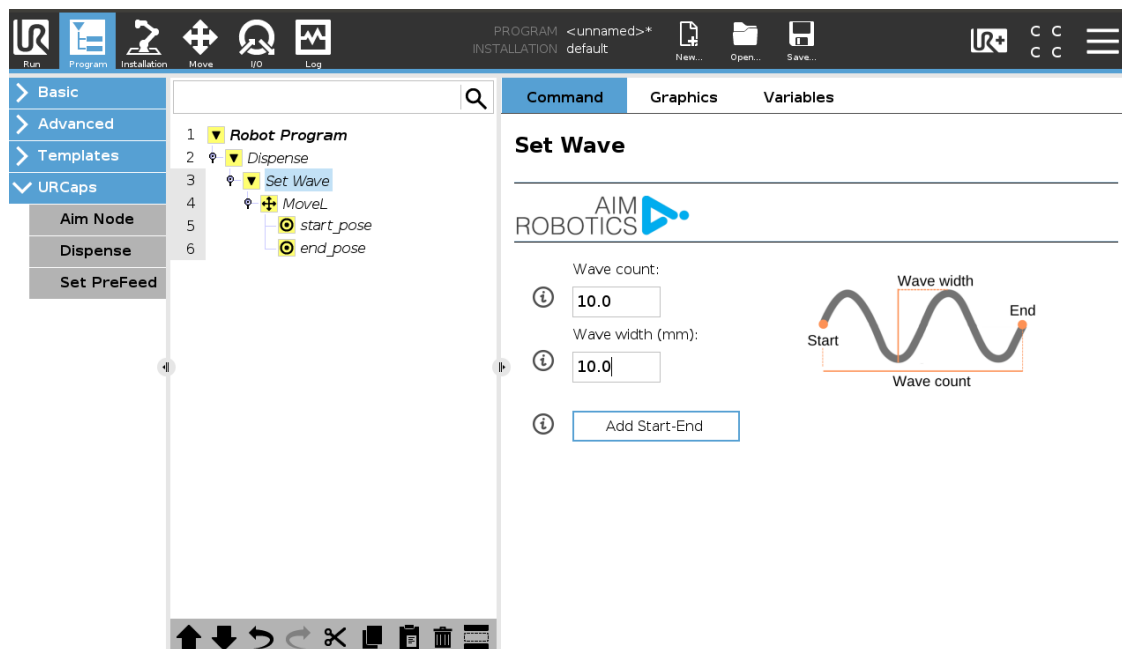 PROGRAM <unnamed>*
INSTALLATION default
Run Program Installation Move I/O Log New... Open... Save...
UR+
C C
C C
Basic
Advanced
Templates
URCaps
Aim Node
Dispense
Set PreFeed
1 Robot Program
2 Dispense
3 Set Wave
4 MoveL
5 start_pose
6 end_pose
Command Graphics Variables
Set Wave
AIM
ROBOTICS
Wave count:
10.0
Wave width (mm):
10.0
Add Start-End
Wave width
End
Start
Wave count